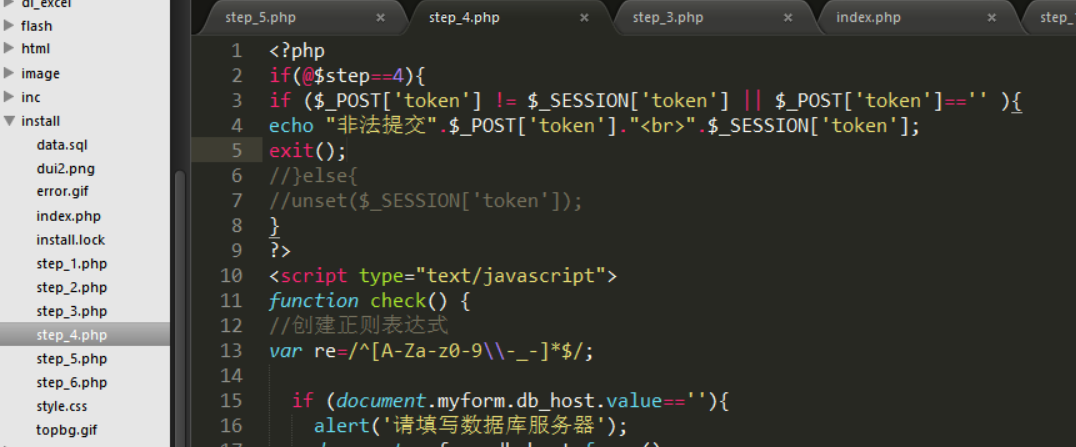 dl_excel
flash
html
image
inc
install
data.sql
dui2.png
error.gif
index.php
install.lock
step_1.php
step_2.php
step_3.php
step_4.php
step_5.php
step_6.php
style.css
topbg.gif
step_5.php × step_4.php × step_3.php × index.php × step_
1 <?php
2 if(@$step==4){
3 if ($_POST['token'] != $_SESSION['token'] || $_POST['token']=='' ){
4 echo "非法提交".$_POST['token']."<br>".$_SESSION['token'];
5 exit();
6 //}else{
7 //unset($_SESSION['token']);
8 }
9 ?>
10 <script type="text/javascript">
11 function check() {
12 //创建正则表达式
13 var re=/^[A-Za-z0-9\\-_-]*$/;
14
15 if (document.myform.db_host.value==''){
16 alert('请填写数据库服务器');
17